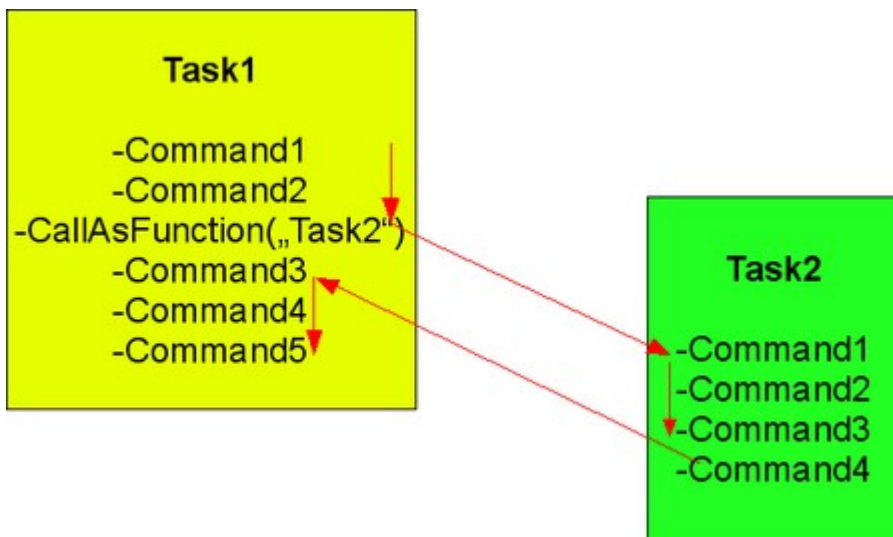 Task1
-Command1
-Command2
-CallAsFunction(„Task2“)
-Command3
-Command4
-Command5
Task2
-Command1
-Command2
-Command3
-Command4